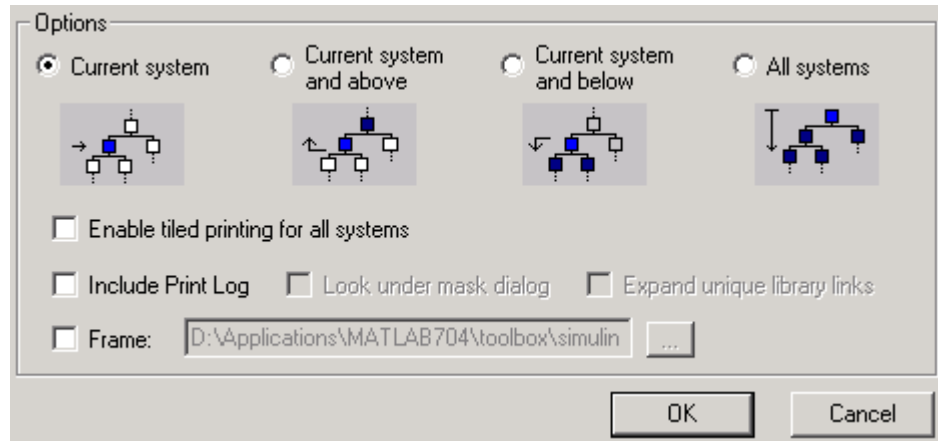 Options
Current system
Current system
and above
Current system
and below
All systems
Enable tiled printing for all systems
Include Print Log
Look under mask dialog
Expand unique library links
Frame:
D:\Applications\MATLAB704\toolbox\simulin
...
OK
Cancel